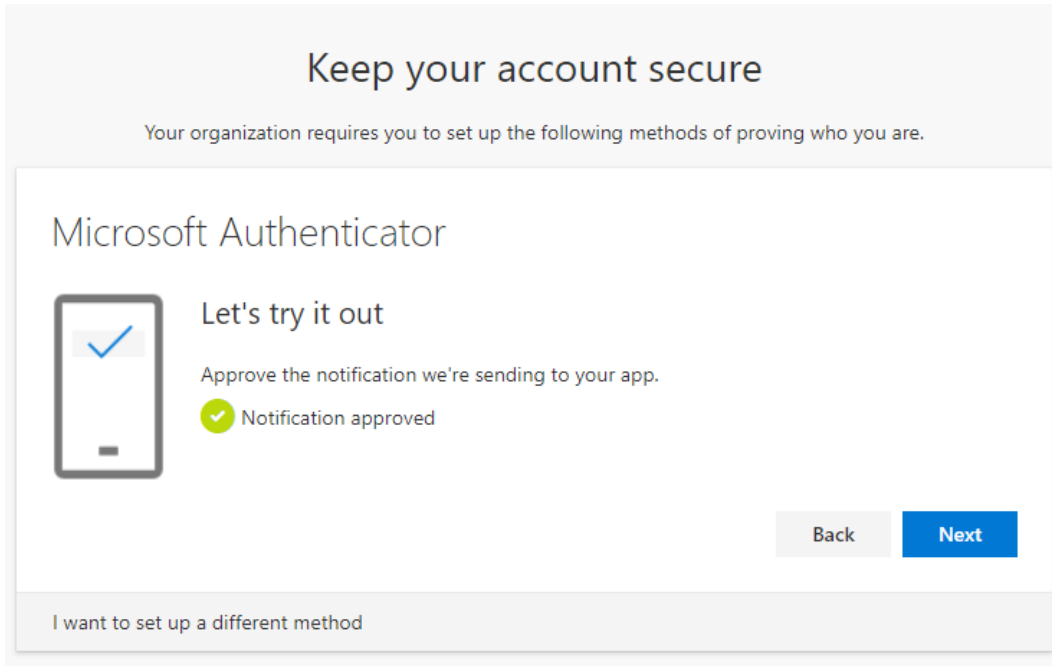 Keep your account secure
Your organization requires you to set up the following methods of proving who you are.
Microsoft Authenticator
Let's try it out
Approve the notification we're sending to your app.
Notification approved
Back
Next
I want to set up a different method